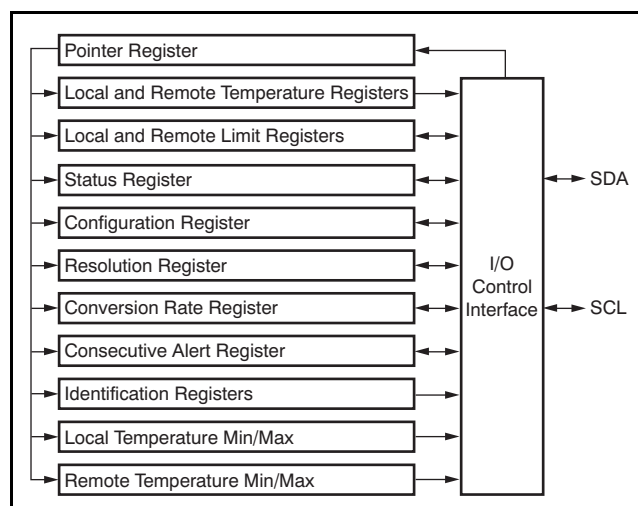 Pointer Register
Local and Remote Temperature Registers
Local and Remote Limit Registers
Status Register
Configuration Register
Resolution Register
Conversion Rate Register
Consecutive Alert Register
Identification Registers
Local Temperature Min/Max
Remote Temperature Min/Max
I/O
Control
Interface
SDA
SCL